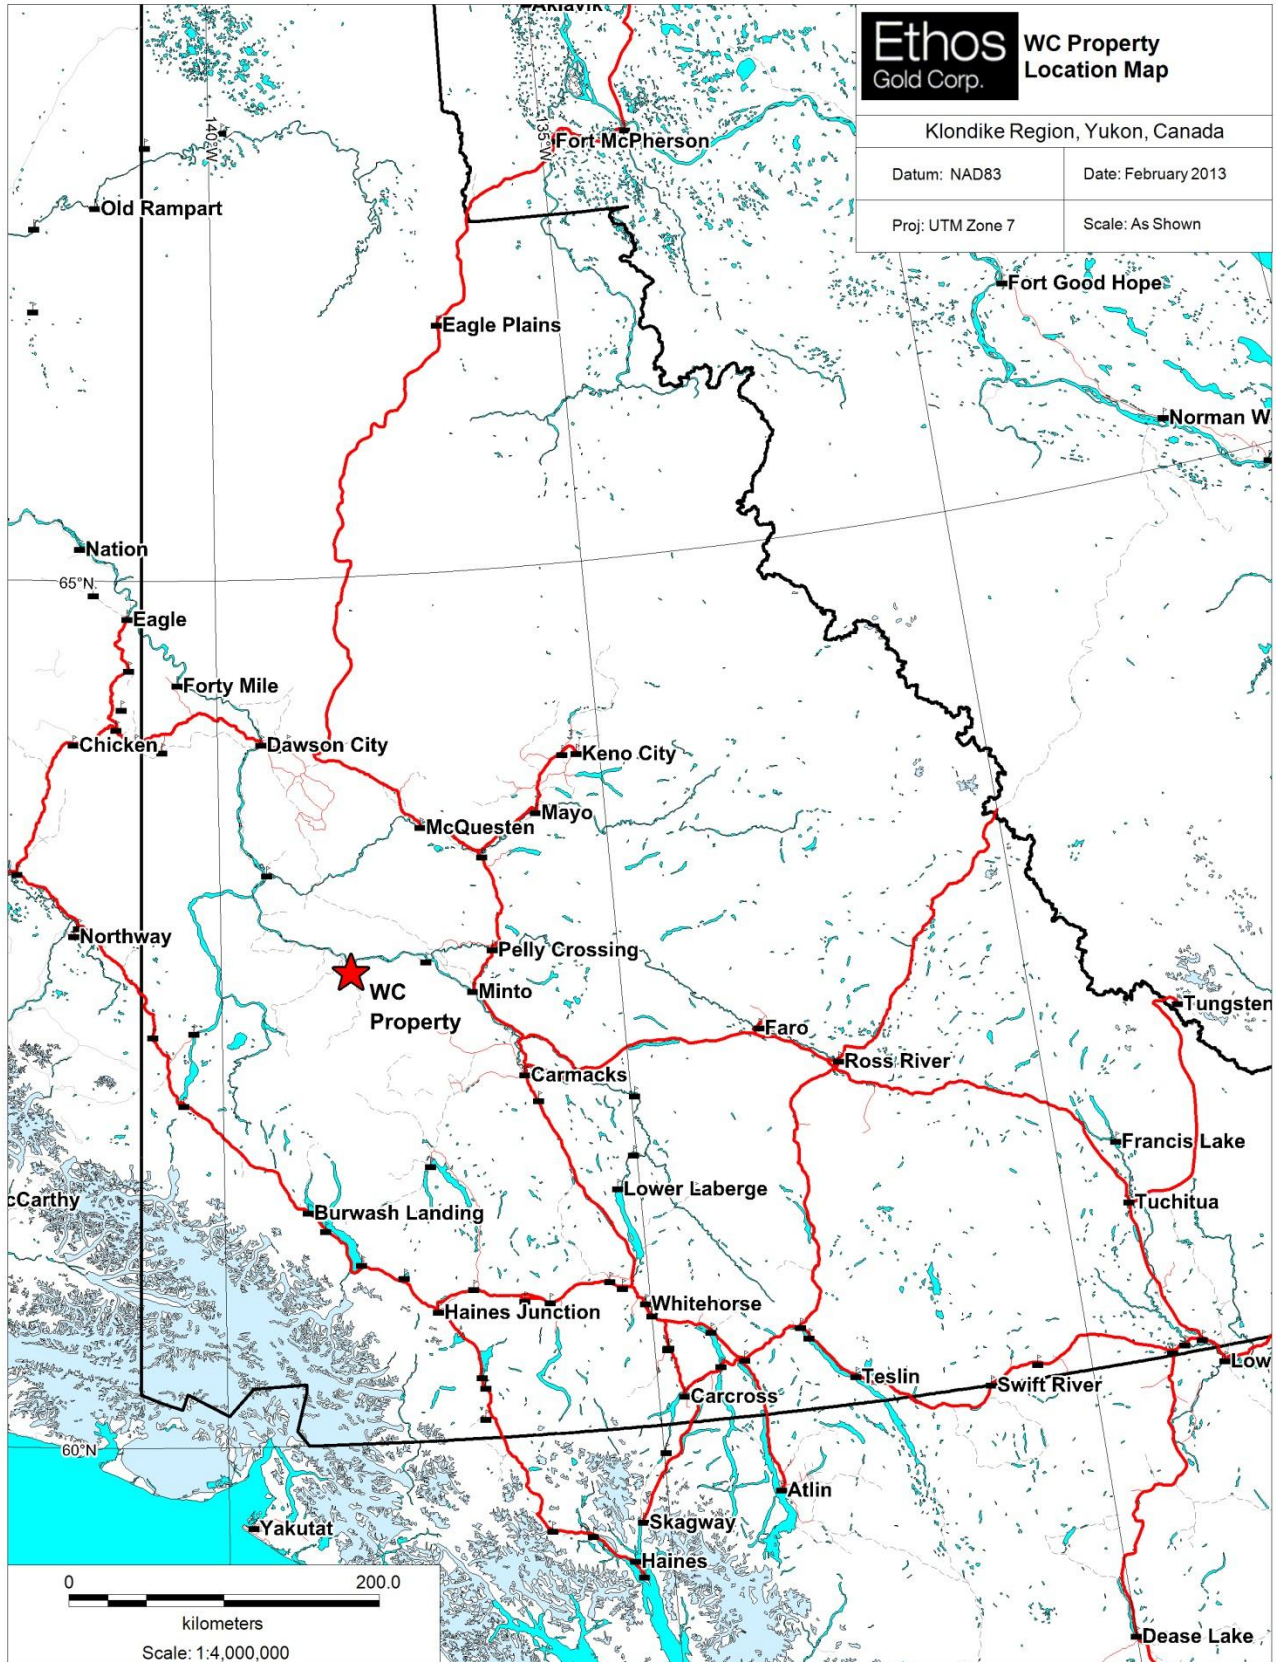 Aklavik
Ethos
Gold Corp.
WC Property
Location Map
Klondike Region, Yukon, Canada
Datum: NAD83
Date: February 2013
Proj: UTM Zone 7
Scale: As Shown
140°W
135°W
Fort McPherson
Old Rampart
Fort Good Hope
Eagle Plains
Norman W
Nation
65°N
Eagle
Forty Mile
Chicken
Dawson City
Keno City
Mayo
McQuesten
Northway
Pelly Crossing
WC
Property
Minto
Tungsten
Faro
Ross River
Carmacks
Francis Lake
cCarthy
Lower Laberge
Tuchitua
Burwash Landing
Haines Junction
Whitehorse
Low
Teslin
Swift River
Carcross
60°N
Atlin
Yakutat
Skagway
Haines
0
200.0
kilometers
Scale: 1:4,000,000
Dease Lake